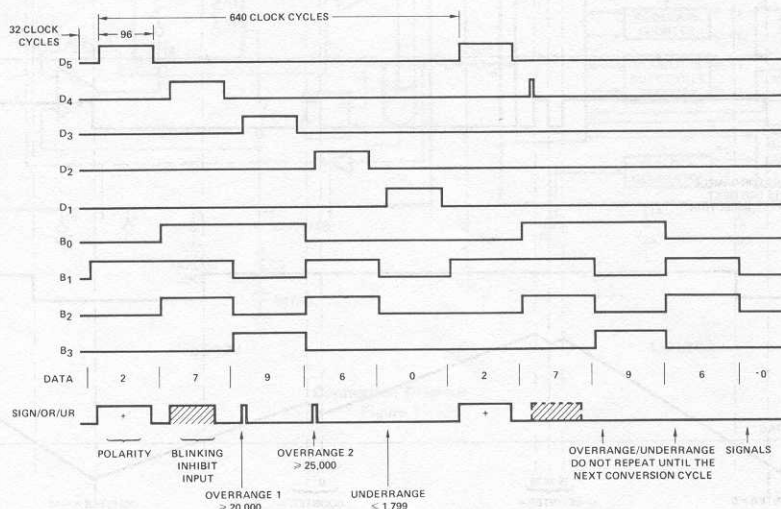 640 CLOCK CYCLES
32 CLOCK
CYCLES
96
D5
D4
D3
D2
D1
B0
B1
B2
B3
DATA 2 7 9 6 0 2 7 9 6 0
SIGN/OR/UR + +
POLARITY
BLINKING
INHIBIT
INPUT
OVERRANGE 1
≥ 20,000
OVERRANGE 2
≥ 25,000
UNDERRANGE
≤ 1,799
OVERRANGE/UNDERRANGE
DO NOT REPEAT UNTIL THE
NEXT CONVERSION CYCLE
SIGNALS